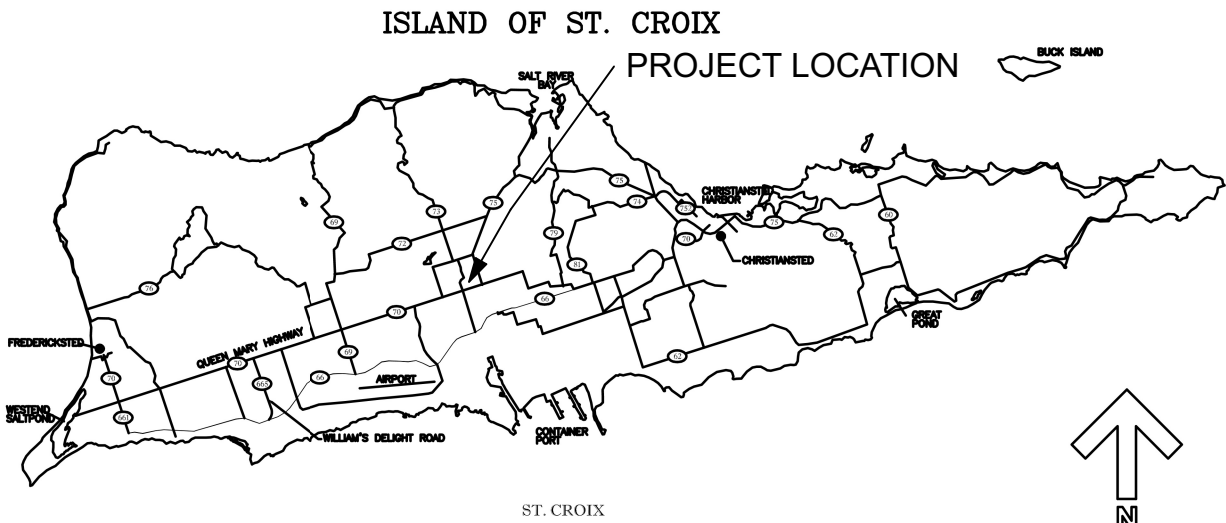 ISLAND OF ST. CROIX
PROJECT LOCATION
BUCK ISLAND
SALT RIVER
BAY
75
CHRISTIANSTED
HARBOR
74
75
75
73
69
75
62
60
72
79
70
CHRISTIANSTED
81
76
66
70
GREAT
POND
FREDERICKSTED
QUEEN MARY HIGHWAY
70
69
62
70
66
665
AIRPORT
WESTEND
SALTPOND
661
WILLIAM'S DELIGHT ROAD
CONTAINER
PORT
ST. CROIX
N